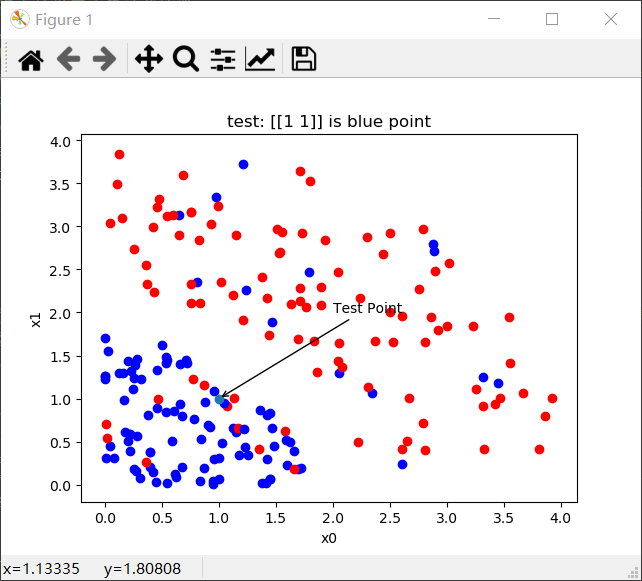 Figure 1
test: [[1 1]] is blue point
4.0
3.5
3.0
2.5
2.0
1.5
1.0
0.5
0.0
x1
Test Point
0.0 0.5 1.0 1.5 2.0 2.5 3.0 3.5 4.0
x0
x=1.13335 y=1.80808